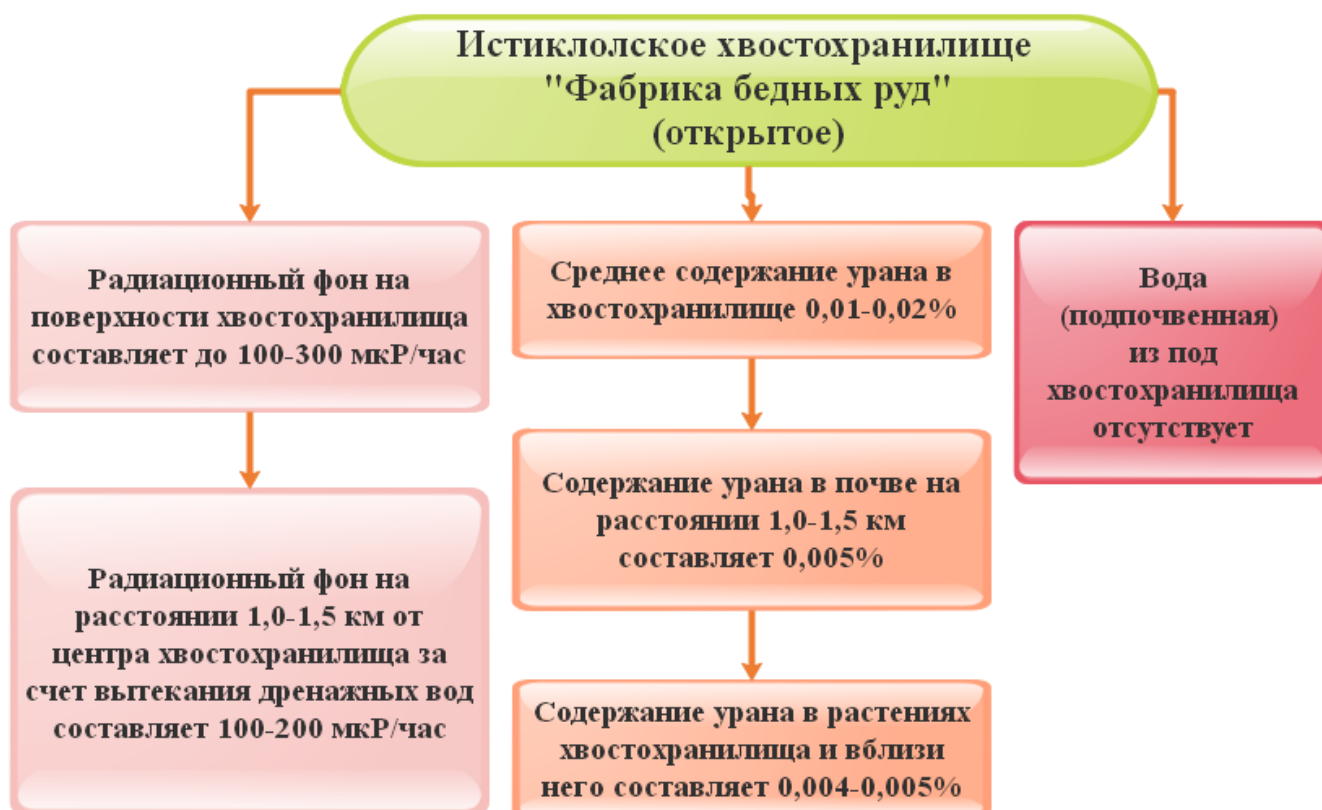 Истиклолское хвостохранилище
"Фабрика бедных руд"
(открытое)
Радиационный фон на
поверхности хвостохранилища
составляет до 100-300 мкР/час
Радиационный фон на
расстоянии 1,0-1,5 км от
центра хвостохранилища за
счет вытекания дренажных вод
составляет 100-200 мкР/час
Среднее содержание урана в
хвостохранилище 0,01-0,02%
Содержание урана в почве на
расстоянии 1,0-1,5 км
составляет 0,005%
Содержание урана в растениях
хвостохранилища и вблизи
него составляет 0,004-0,005%
Вода
(подпочвенная)
из под
хвостохранилища
отсутствует